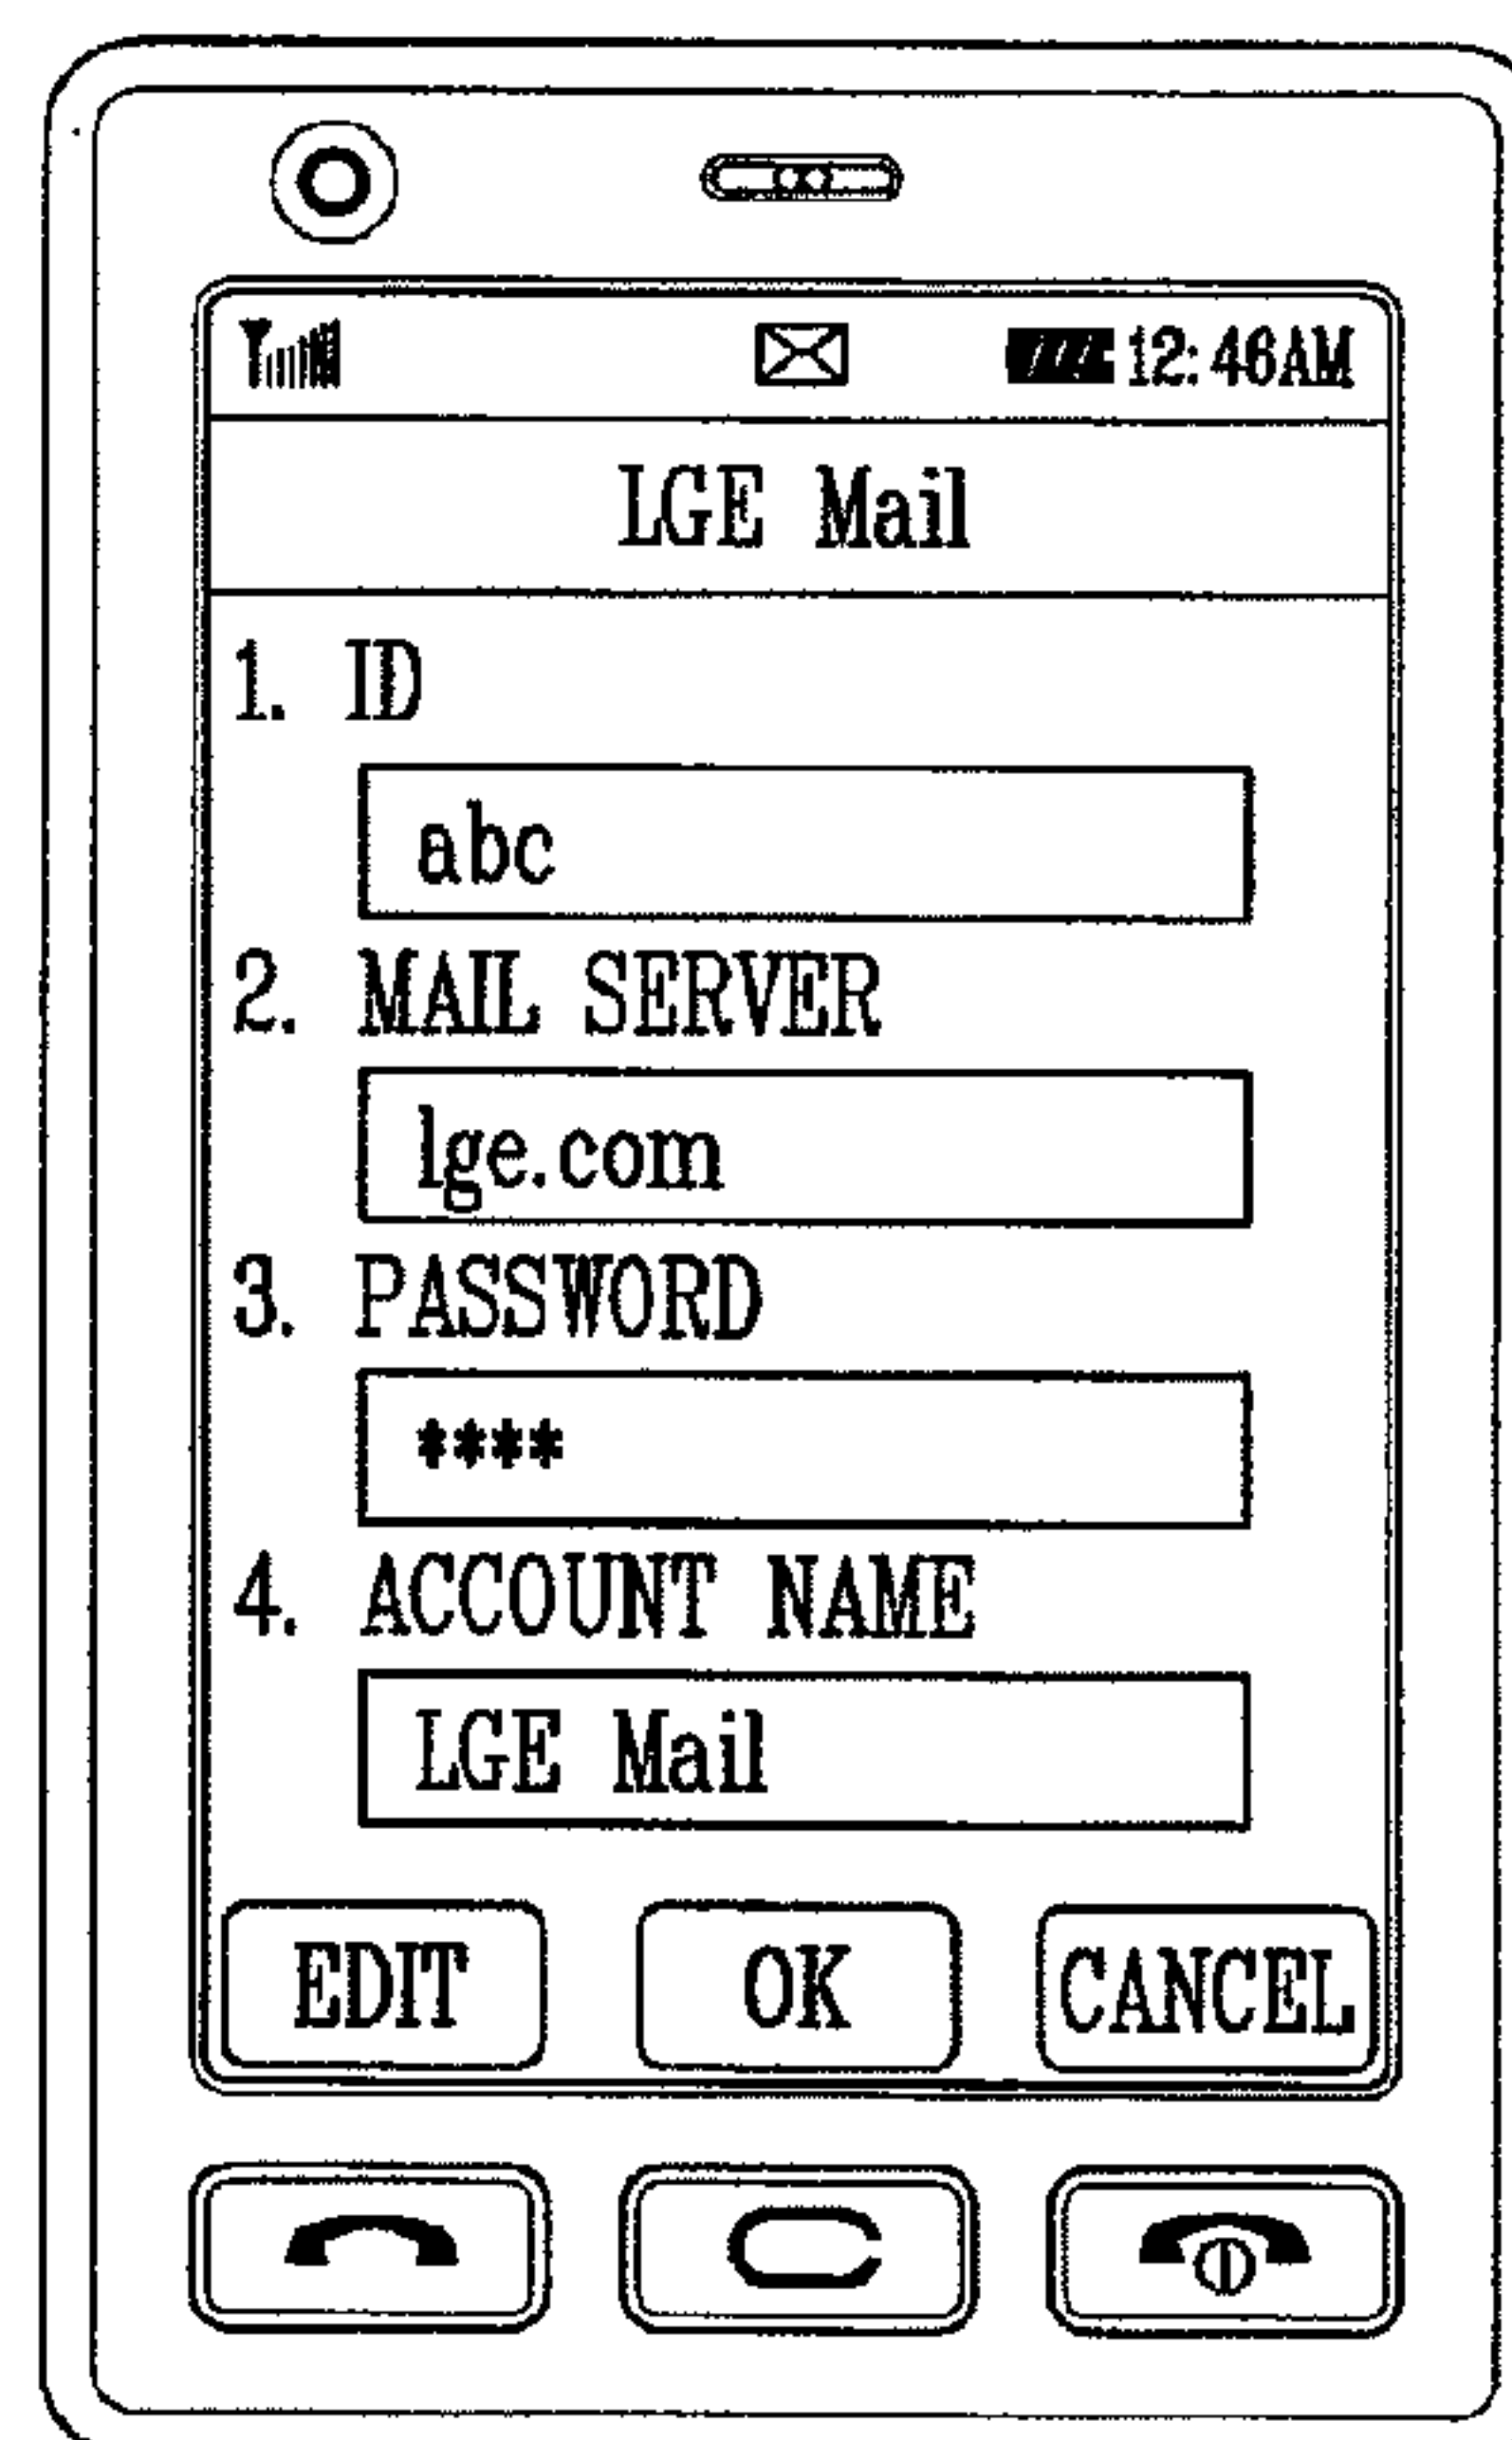 12:46AM
LGE Mail
1. ID
abc
2. MAIL SERVER
lge.com
3. PASSWORD
****
4. ACCOUNT NAME
LGE Mail
EDIT OK CANCEL